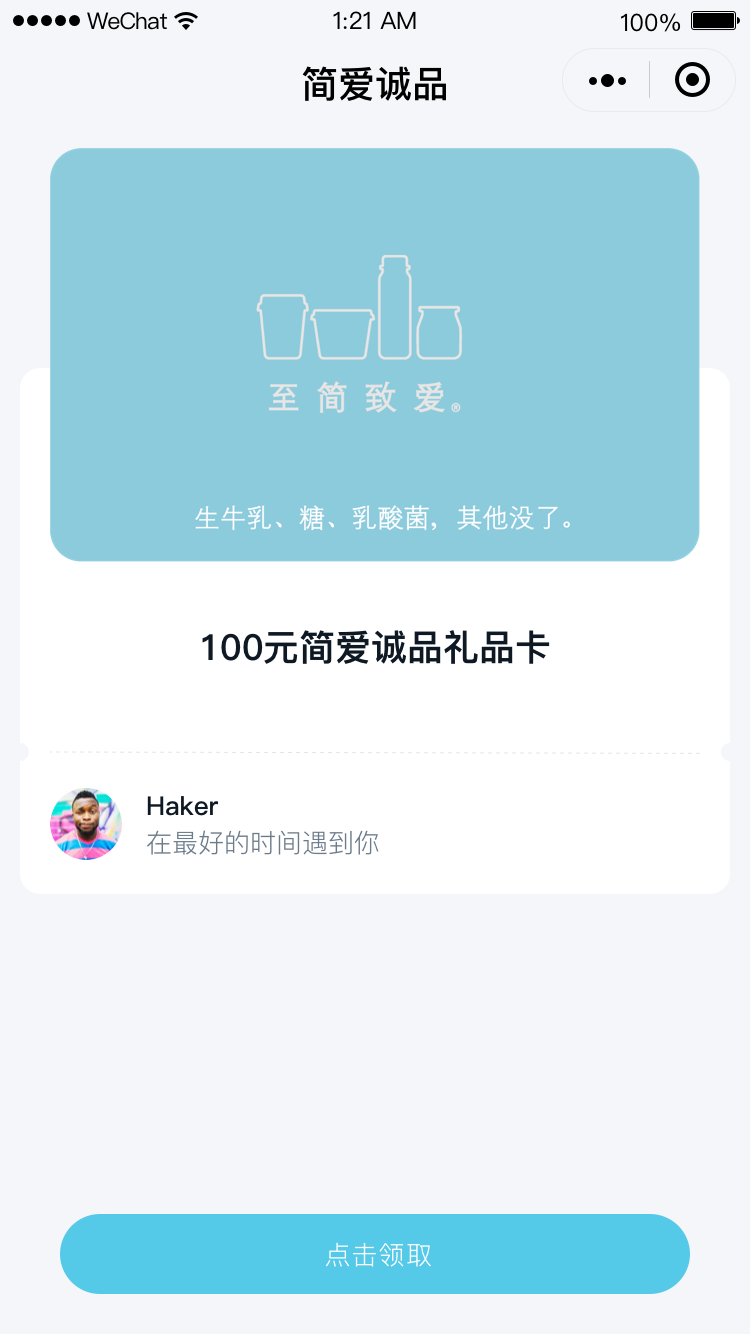 WeChat
1:21 AM
100%
简爱诚品
至简致爱®
生牛乳、糖、乳酸菌，其他没了。
100元简爱诚品礼品卡
Haker
在最好的时间遇到你
点击领取